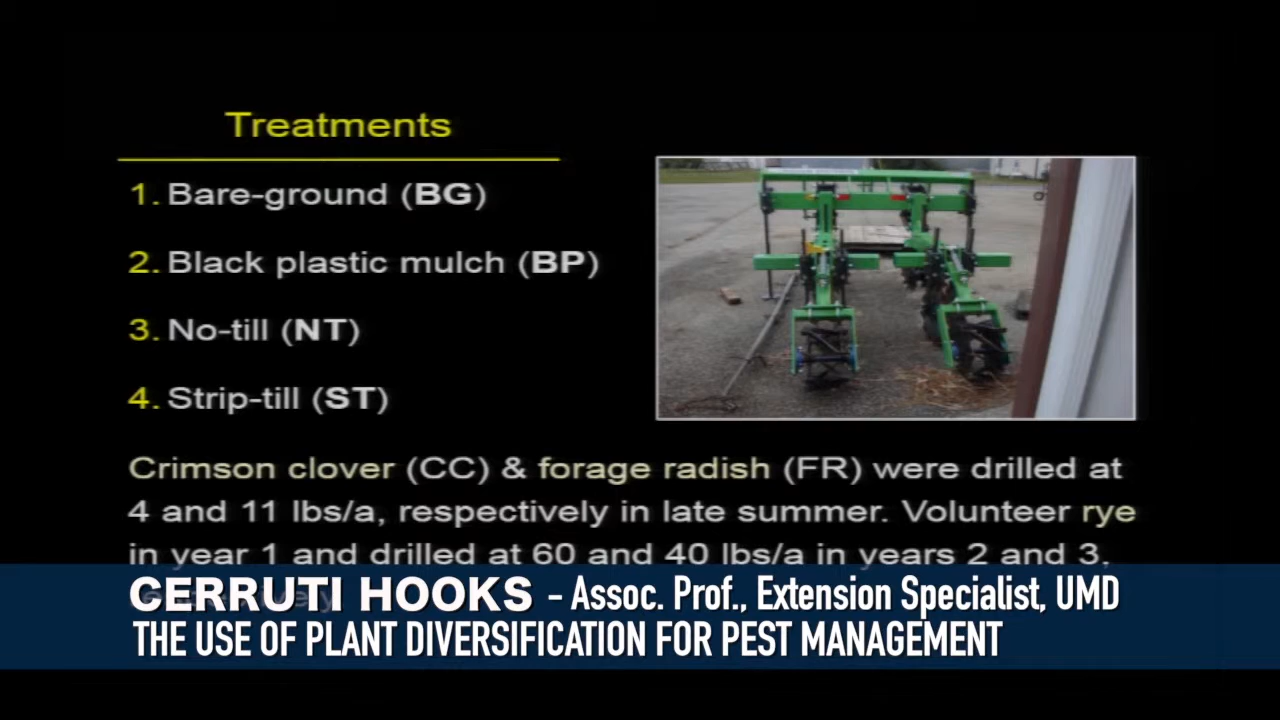 Treatments
1. Bare-ground (BG)
2. Black plastic mulch (BP)
3. No-till (NT)
4. Strip-till (ST)
Crimson clover (CC) & forage radish (FR) were drilled at
4 and 11 lbs/a, respectively in late summer. Volunteer rye
in year 1 and drilled at 60 and 40 lbs/a in years 2 and 3,
CERRUTI HOOKS - Assoc. Prof., Extension Specialist, UMD
THE USE OF PLANT DIVERSIFICATION FOR PEST MANAGEMENT